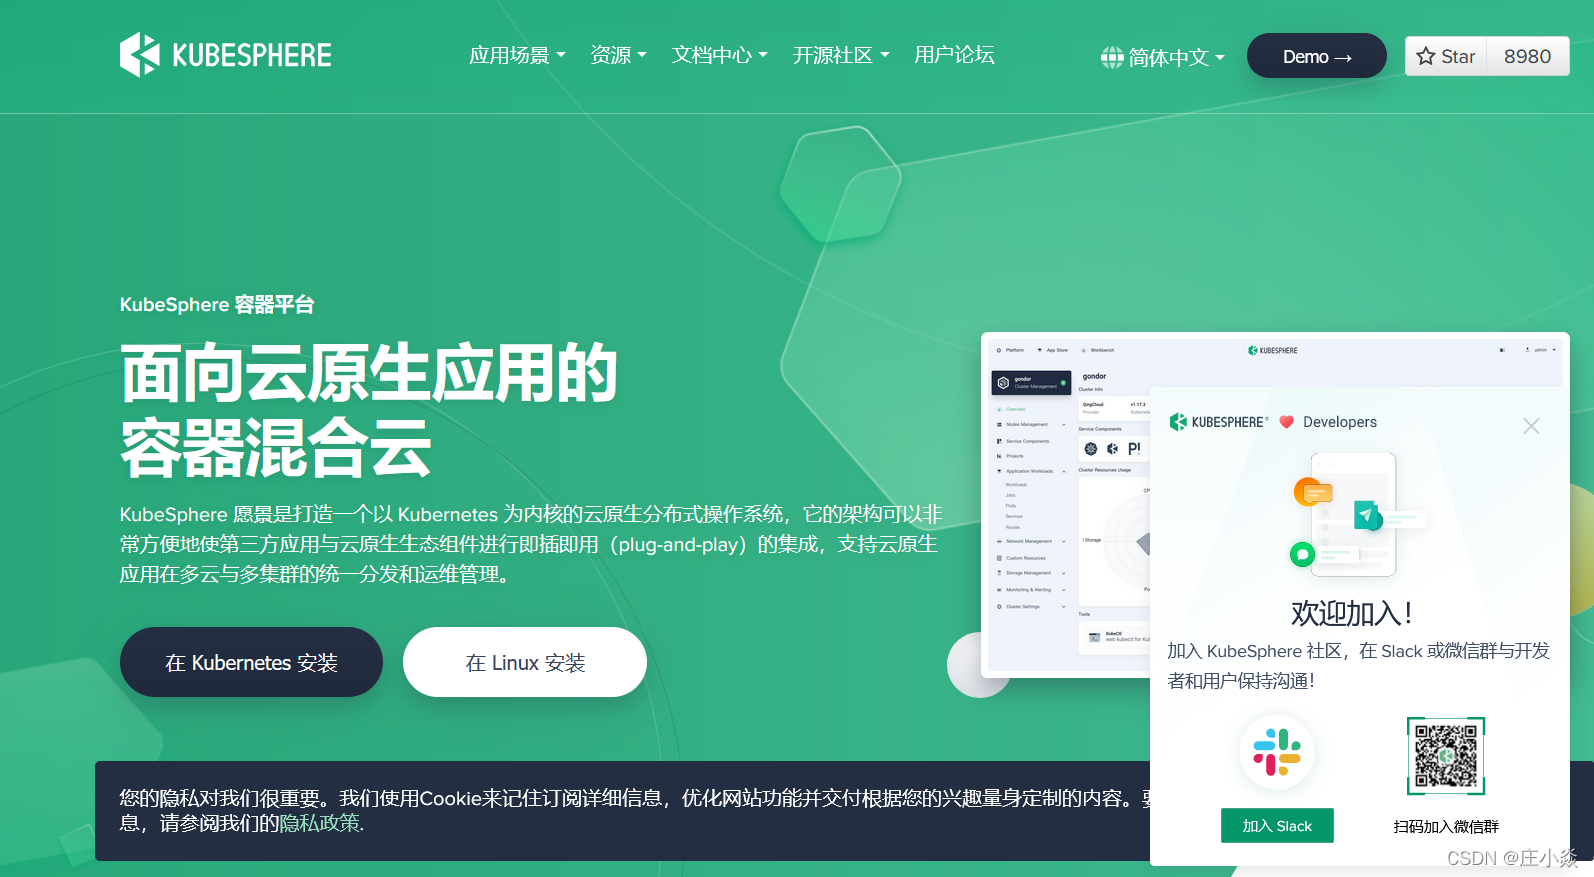 KUBESPHERE
应用场景
资源
文档中心
开源社区
用户论坛
简体中文
Demo →
Star
8980
KubeSphere 容器平台
面向云原生应用的
容器混合云
KubeSphere 愿景是打造一个以 Kubernetes 为内核的云原生分布式操作系统，它的架构可以非
常方便地使第三方应用与云原生生态组件进行即插即用（plug-and-play）的集成，支持云原生
应用在多云与多集群的统一分发和运维管理。
在 Kubernetes 安装
在 Linux 安装
Platform
App Store
Workbench
KUBESPHERE
admin
gondor
Cluster Management
Overview
Nodes Management
Service Components
Projects
Application Workloads
Workloads
Jobs
Pods
Services
Routes
Network Management
Custom Resources
Storage Management
Monitoring & Alerting
Cluster Settings
gondor
Cluster Info
QingCloud
Provider
v1.17.3
Service Components
Cluster Resources Usage
Storage
Tools
KubeCtl
KUBESPHERE
Developers
欢迎加入！
加入 KubeSphere 社区，在 Slack 或微信群与开发
者和用户保持沟通！
加入 Slack
扫码加入微信群
您的隐私对我们很重要。我们使用Cookie来记住订阅详细信息，优化网站功能并交付根据您的兴趣量身定制的内容。
息，请参阅我们的隐私政策.
CSDN @庄小焱